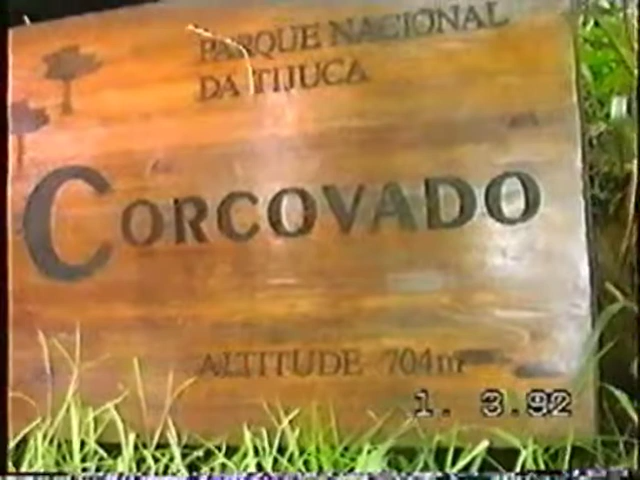 PARQUE NACIONAL
DA TIJUCA
CORCOVADO
ALTITUDE 704m
1. 3.92